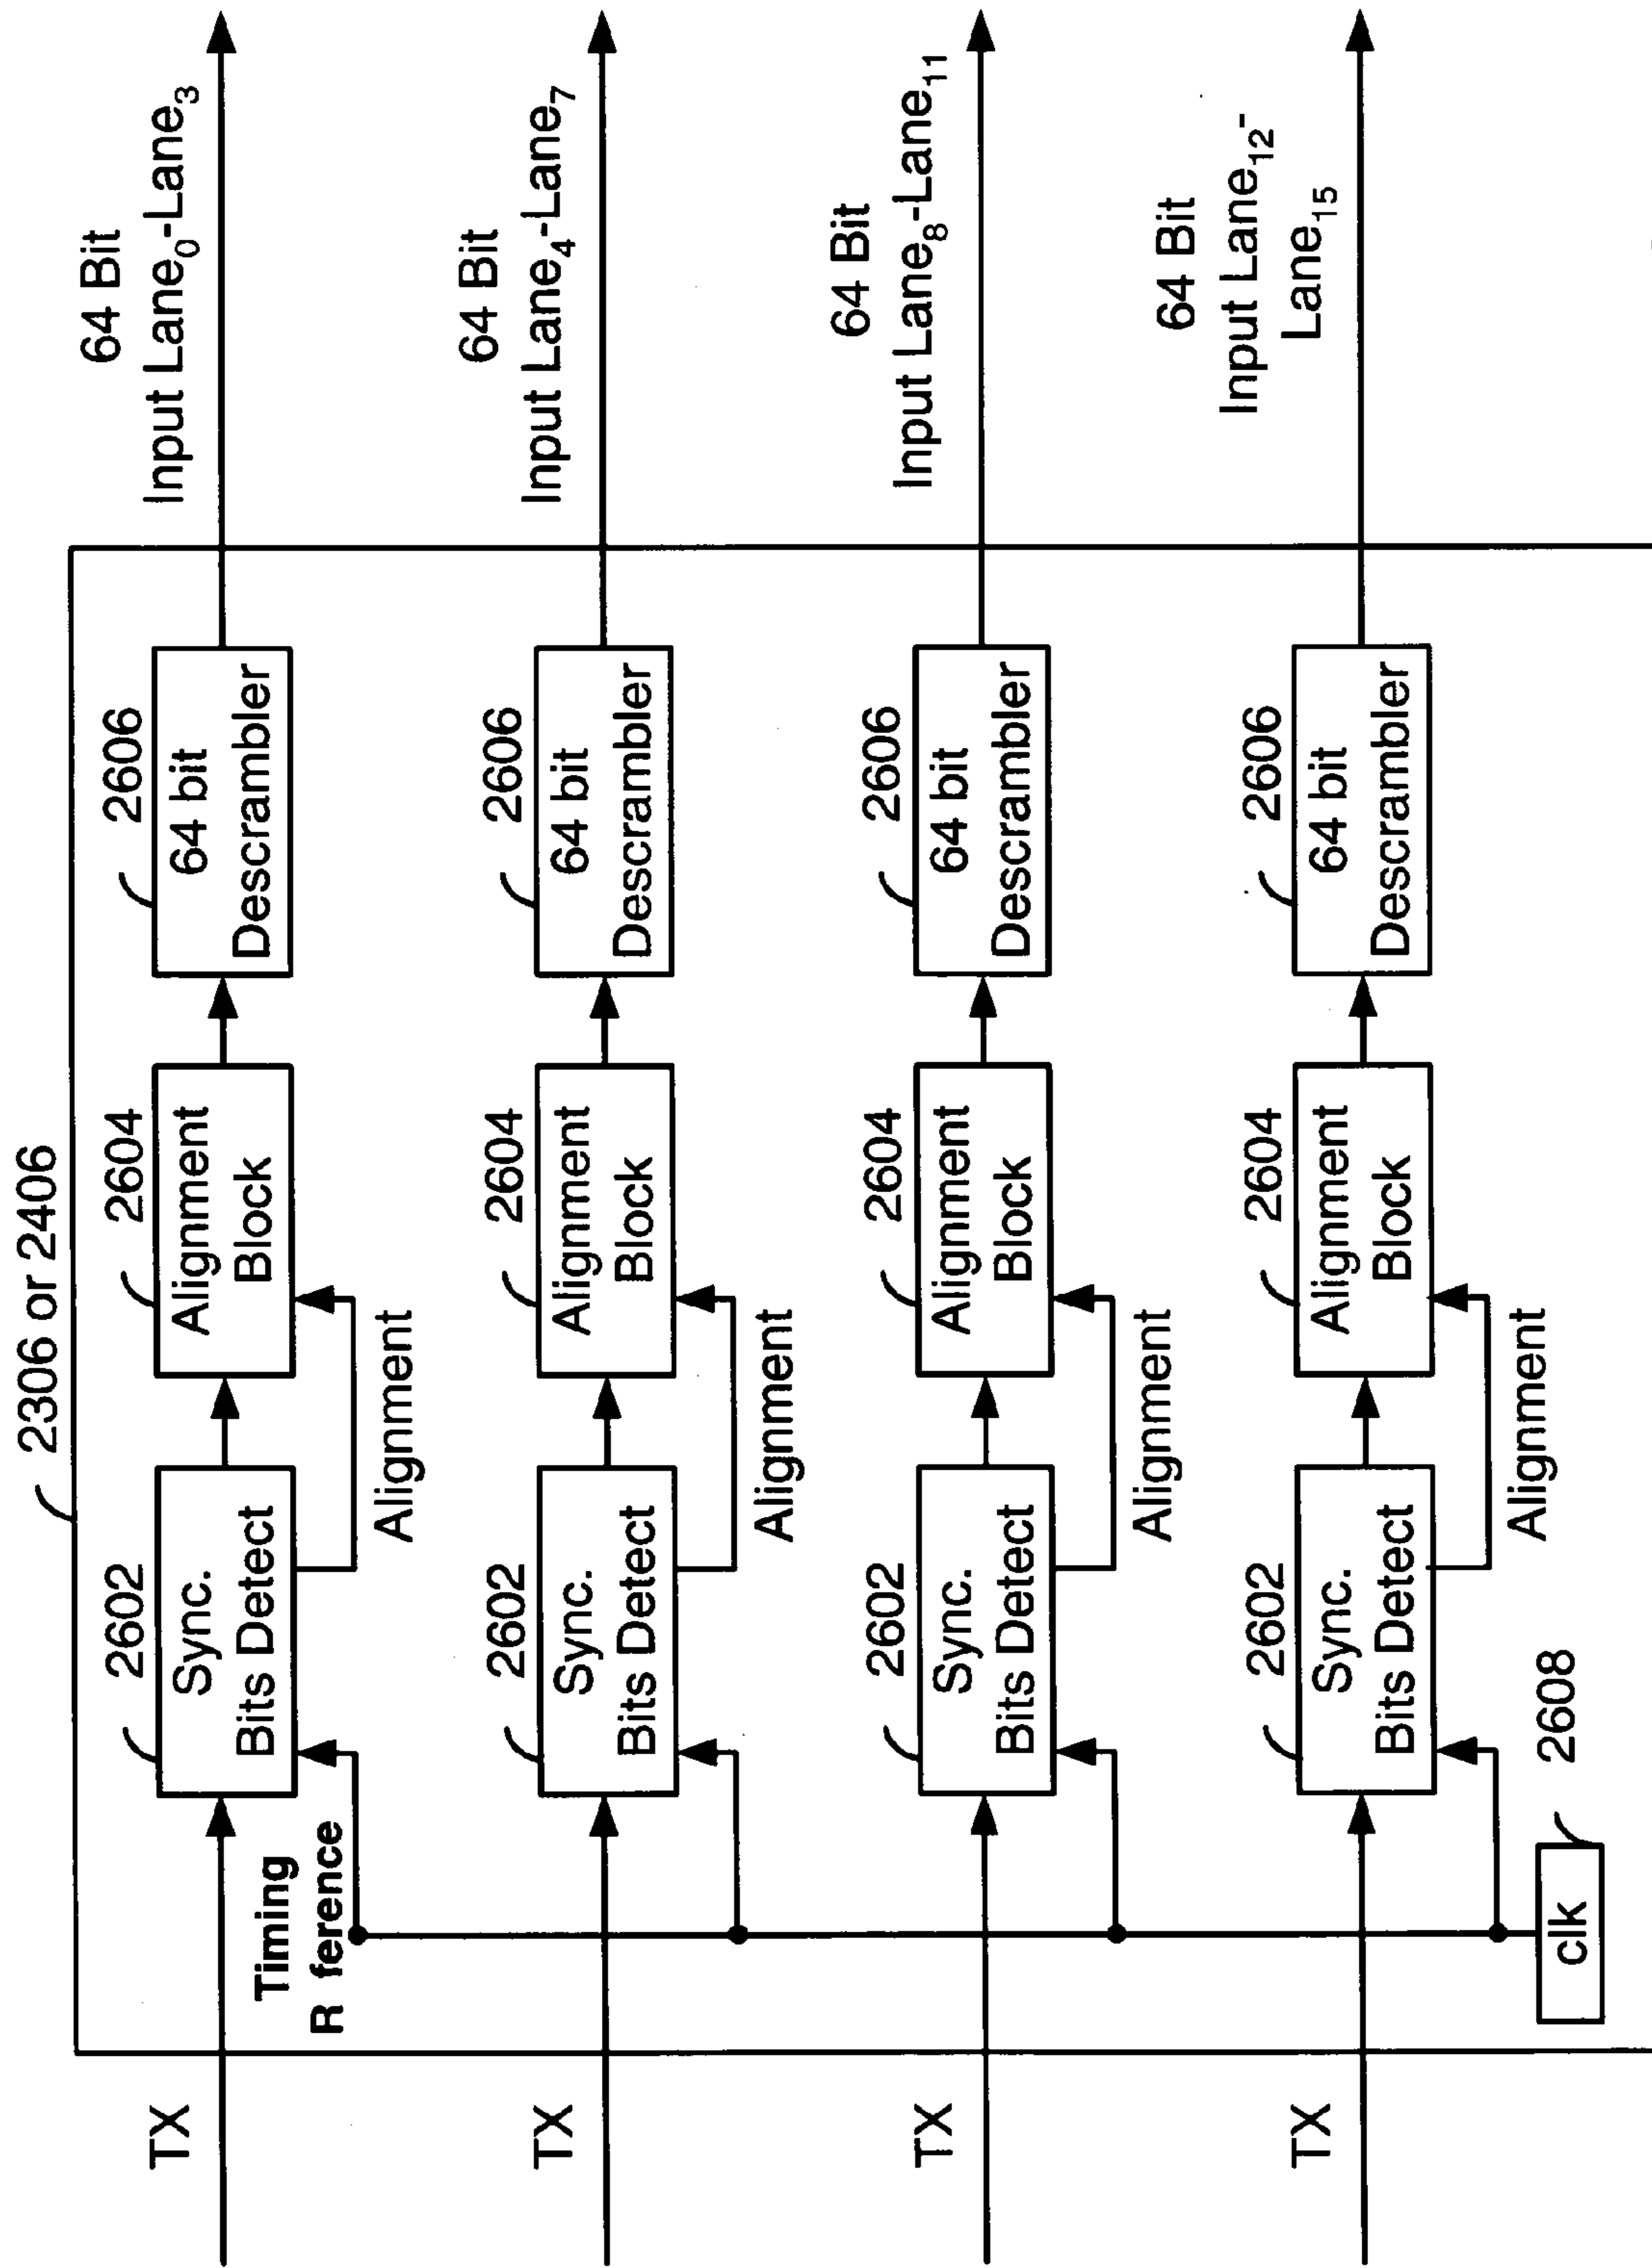 2306 or 2406
TX
2602
Sync.
Bits Detect
2604
Alignment
Block
2606
64 bit
Descrambler
64 Bit
Input Lane₀-Lane₃
Timing
R ference
Alignment
TX
2602
Sync.
Bits Detect
2604
Alignment
Block
2606
64 bit
Descrambler
64 Bit
Input Lane₄-Lane₇
Alignment
TX
2602
Sync.
Bits Detect
2604
Alignment
Block
2606
64 bit
Descrambler
64 Bit
Input Lane₈-Lane₁₁
Alignment
TX
2602
Sync.
Bits Detect
2604
Alignment
Block
2606
64 bit
Descrambler
64 Bit
Input Lane₁₂-
Lane₁₅
Alignment
clk
2608